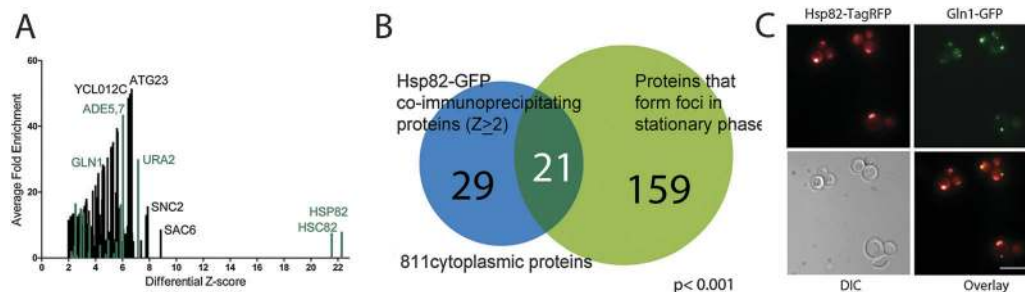 A
60
40
20
0
Average Fold Enrichment
YCL012C
ATG23
ADE5,7
GLN1
URA2
SNC2
SAC6
HSP82
HSC82
0 2 4 6 8 10 12 14 16 18 20 22
Differential Z-score
B
Hsp82-GFP
co-immunoprecipitating
proteins (Z≥2)
Proteins that
form foci in
stationary phase
29
21
159
811cytoplasmic proteins
p< 0.001
C
Hsp82-TagRFP
Gln1-GFP
DIC
Overlay